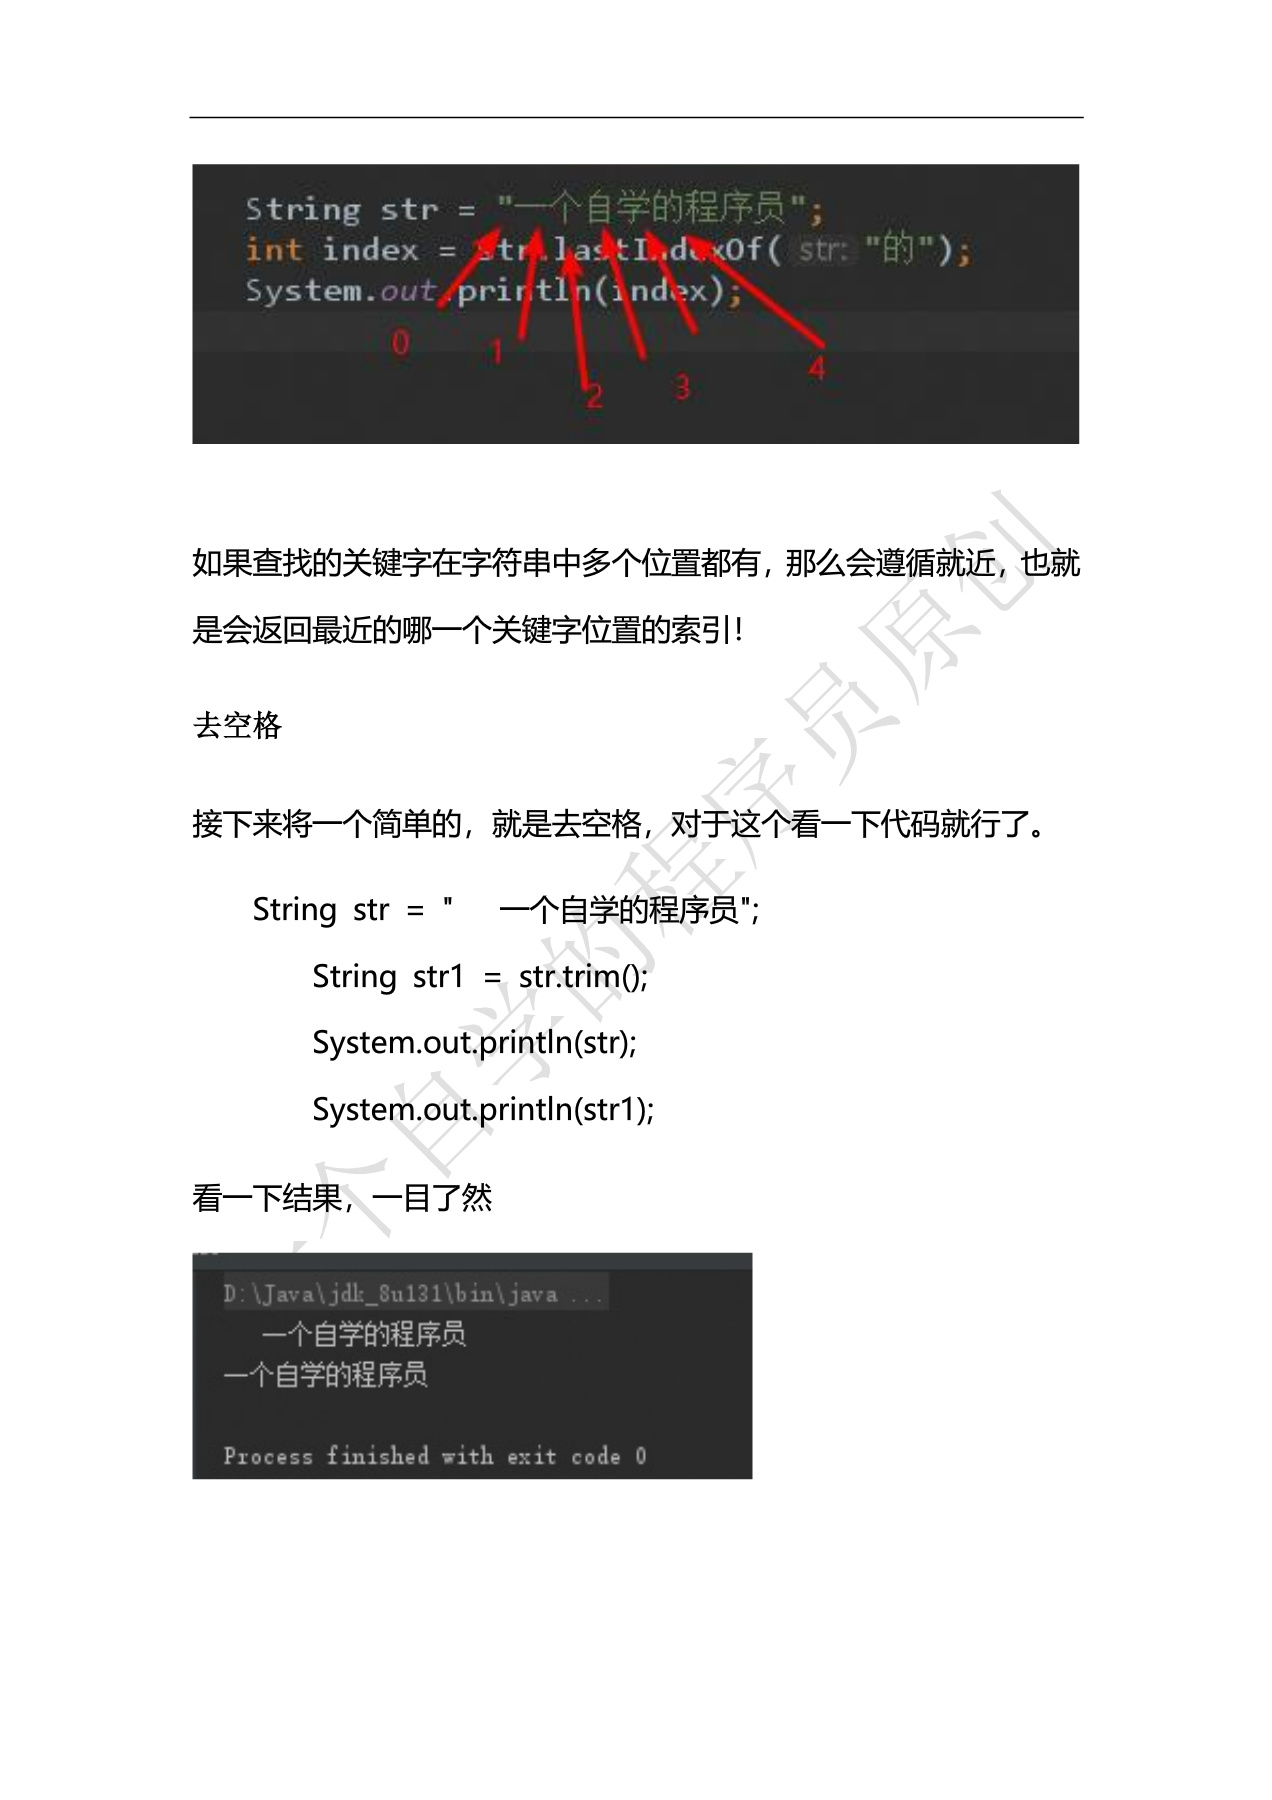 String str = "一个自学的程序员";
int index = str.lastIndexOf( str: "的");
System.out.println(index);
0 1 2 3 4
如果查找的关键字在字符串中多个位置都有，那么会遵循就近，也就
是会返回最近的哪一个关键字位置的索引！
去空格
接下来将一个简单的，就是去空格，对于这个看一下代码就行了。
String str = "   一个自学的程序员";
String str1 = str.trim();
System.out.println(str);
System.out.println(str1);
看一下结果，一目了然
D:\Java\jdk_8u131\bin\java ...
   一个自学的程序员
一个自学的程序员
Process finished with exit code 0
一个自学的程序员原创